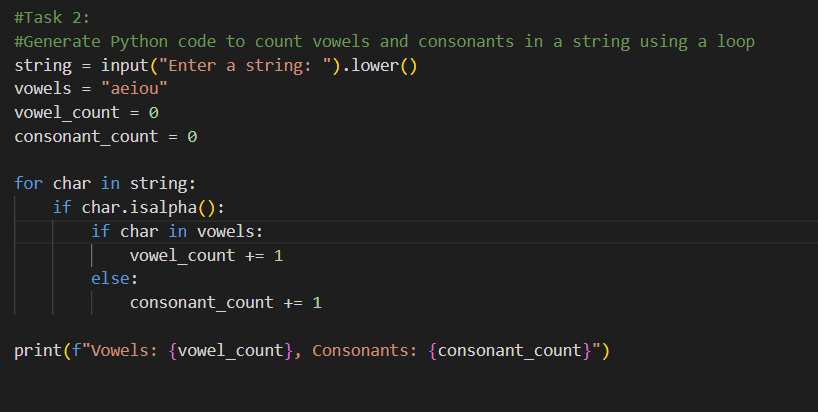 #Task 2:
#Generate Python code to count vowels and consonants in a string using a loop
string = input("Enter a string: ").lower()
vowels = "aeiou"
vowel_count = 0
consonant_count = 0

for char in string:
    if char.isalpha():
        if char in vowels:
            vowel_count += 1
        else:
            consonant_count += 1

print(f"Vowels: {vowel_count}, Consonants: {consonant_count}")